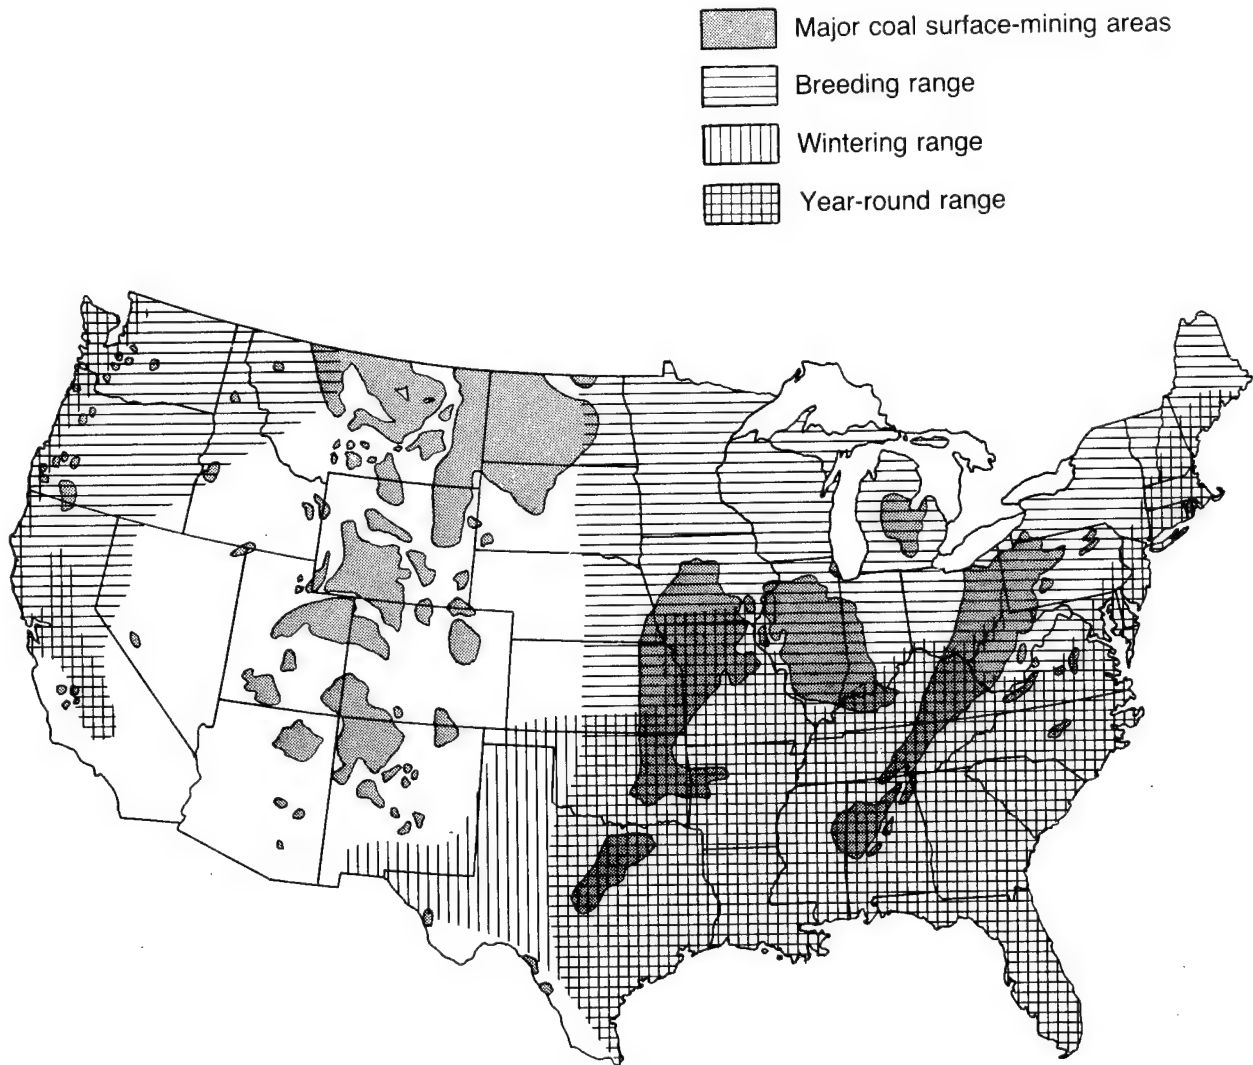 Major coal surface-mining areas
Breeding range
Wintering range
Year-round range